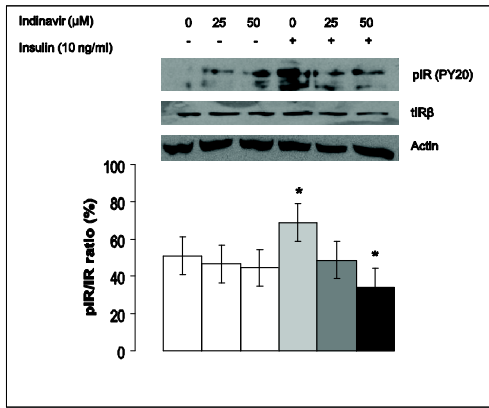 Indinavir (µM) 0 25 50 0 25 50
Insulin (10 ng/ml) - - - + + +
pIR (PY20)
tIRβ
Actin
100
80
60
40
20
0
pIR/IR ratio (%)
*
*